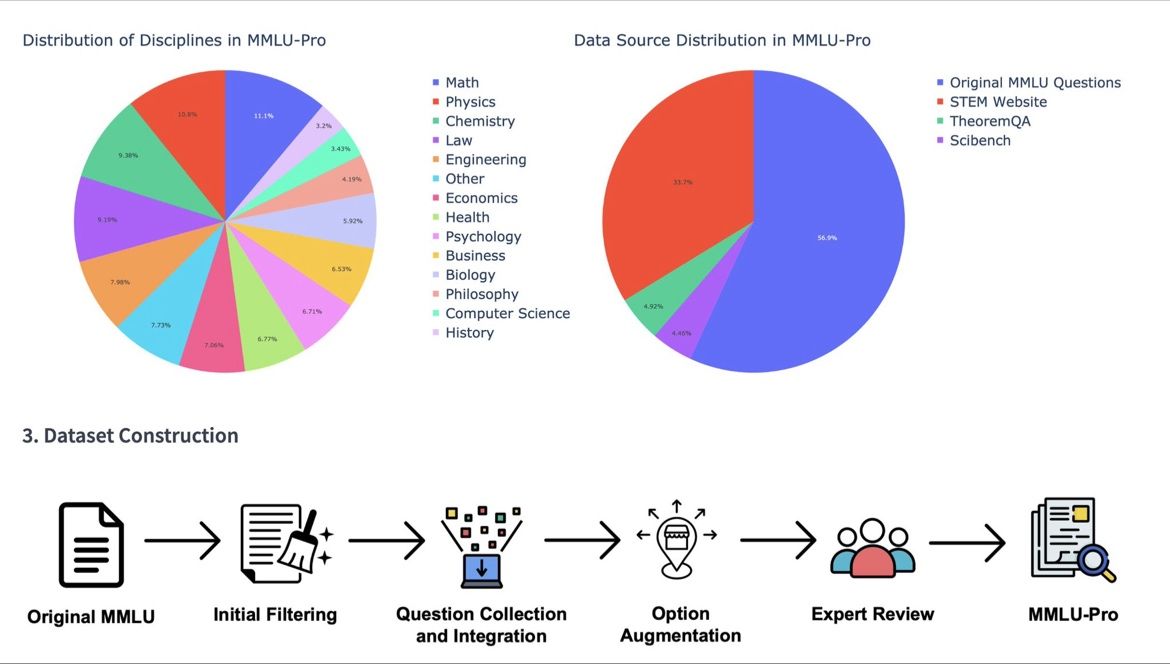 Distribution of Disciplines in MMLU-Pro
11.1%
3.2%
3.43%
4.19%
5.92%
6.53%
6.71%
6.77%
7.06%
7.73%
7.98%
9.19%
9.38%
10.8%
Math
Physics
Chemistry
Law
Engineering
Other
Economics
Health
Psychology
Business
Biology
Philosophy
Computer Science
History
Data Source Distribution in MMLU-Pro
33.7%
56.9%
4.92%
4.46%
Original MMLU Questions
STEM Website
TheoremQA
Scibench
3. Dataset Construction
Original MMLU
Initial Filtering
Question Collection
and Integration
Option
Augmentation
Expert Review
MMLU-Pro